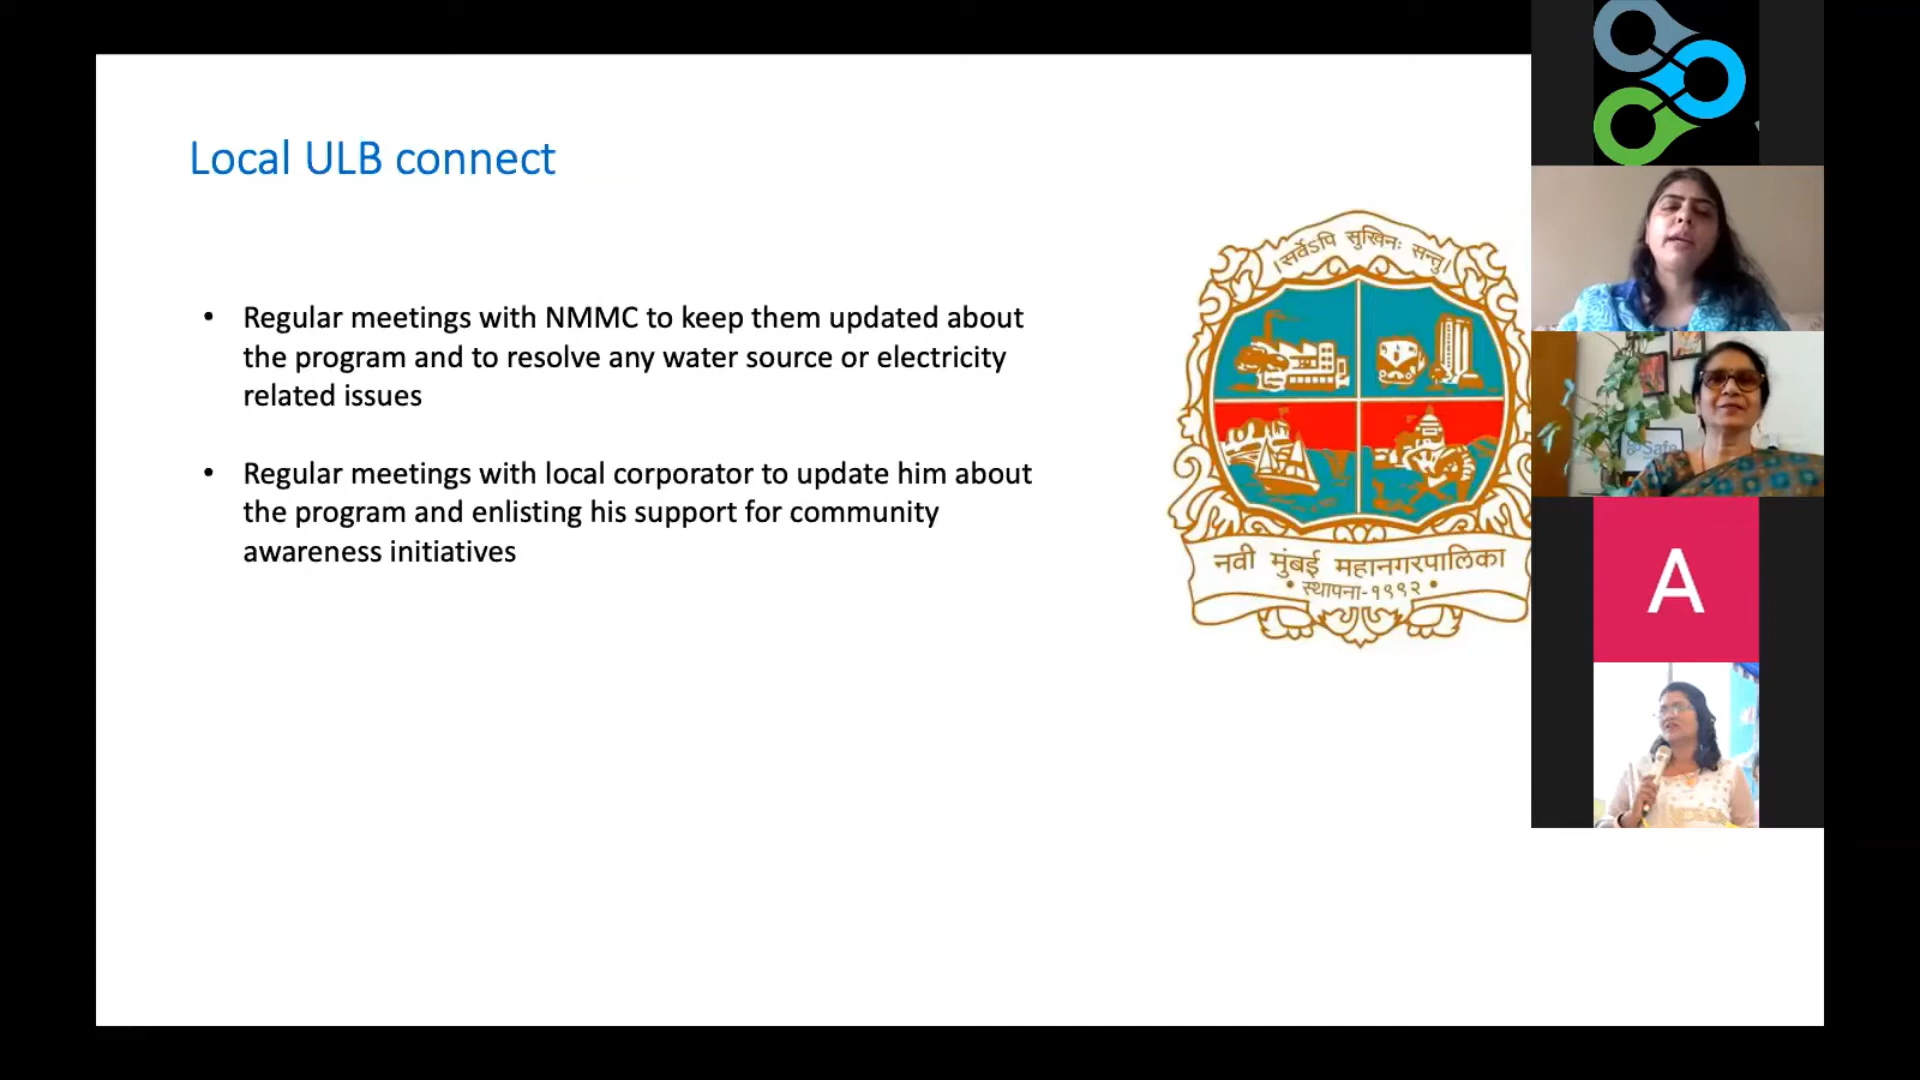 Local ULB connect
• Regular meetings with NMMC to keep them updated about
the program and to resolve any water source or electricity
related issues
• Regular meetings with local corporator to update him about
the program and enlisting his support for community
awareness initiatives
।सर्वेऽपि सुखिनः सन्तु।
नवी मुंबई महानगरपालिका
• स्थापना-१९९२ •
Safe
A